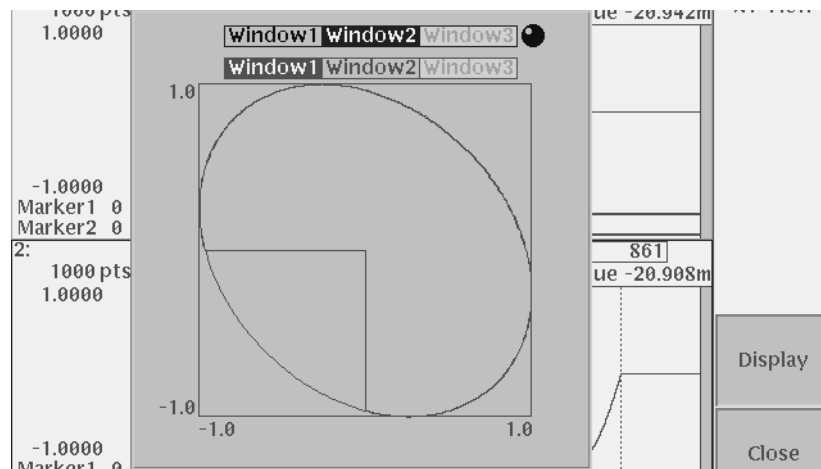 1000 pts
ue -20.942m
1.0000
Window1 Window2 Window3
Window1 Window2 Window3
1.0
-1.0000
Marker1 0
Marker2 0
2:
861
1000 pts
ue -20.908m
1.0000
Display
-1.0
-1.0 1.0
-1.0000
Close
Marker1 0